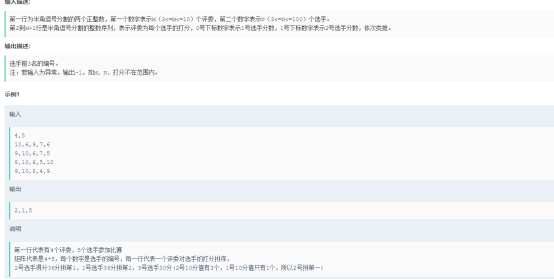 输入描述:
第一行为半角逗号分割的两个正整数,第一个数字表示M(3<=M<=10)个评委,第二个数字表示N(3<=N<=100)个选手。
第2到M+1行是半角逗号分割的整数序列,表示评委为每个选手的打分,0号下标数字表示1号选手分数,1号下标数字表示2号选手分数,依次类推。
输出描述:
选手前3名的编号。
注:若输入为异常,输出-1,如M、N、打分不在范围内。
示例1
输入
4,5
10,6,9,7,6
9,10,6,7,5
8,10,6,5,10
9,10,8,4,9
输出
2,1,5
说明
第一行代表有4个评委,5个选手参加比赛
矩阵代表是4*5,每个数字是选手的编号,每一行代表一个评委对选手的打分排序,
2号选手得分36分排第1,1号选手36分排第2,5号选手30分(2号10分值有3个,1号10分值只有1个,所以2号排第一)